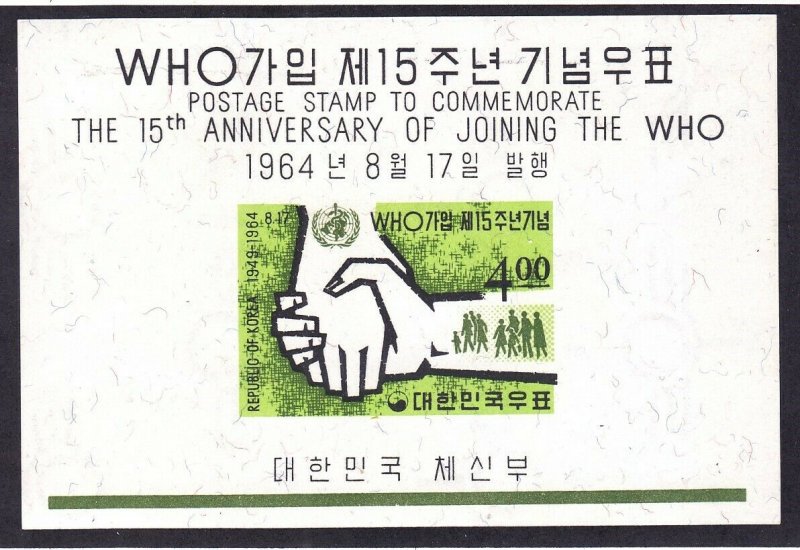 WHO가입 제15주년 기념우표
POSTAGE STAMP TO COMMEMORATE
THE 15th ANNIVERSARY OF JOINING THE WHO
1964년 8월 17일 발행
8.17
WHO가입 제15주년기념
4.00
REPUBLIC OF KOREA 1949-1964
대한민국우표
대한민국 체신부